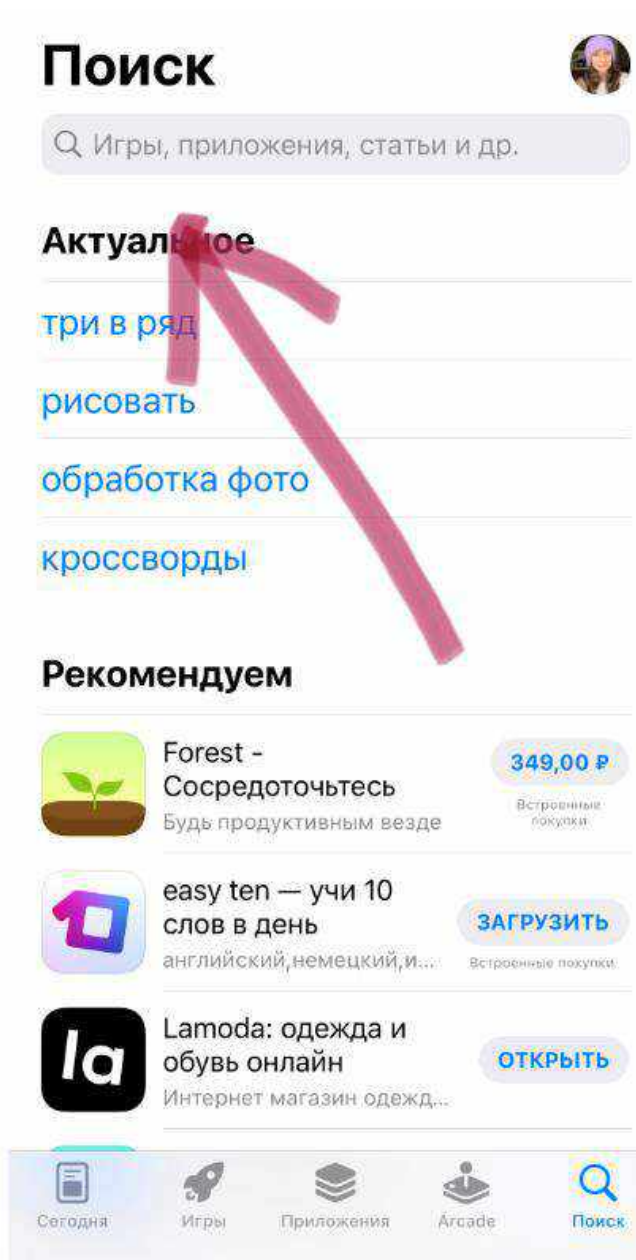 Поиск
Игры, приложения, статьи и др.
Актуальное
три в ряд
рисовать
обработка фото
кроссворды
Рекомендуем
Forest -
Сосредоточьтесь
Будь продуктивным везде
349,00 ₽
Встроенные
покупки
easy ten — учи 10
слов в день
английский,немецкий,и...
ЗАГРУЗИТЬ
Встроенные покупки
la
Lamoda: одежда и
обувь онлайн
Интернет магазин одежд...
ОТКРЫТЬ
Сегодня
Игры
Приложения
Arcade
Поиск